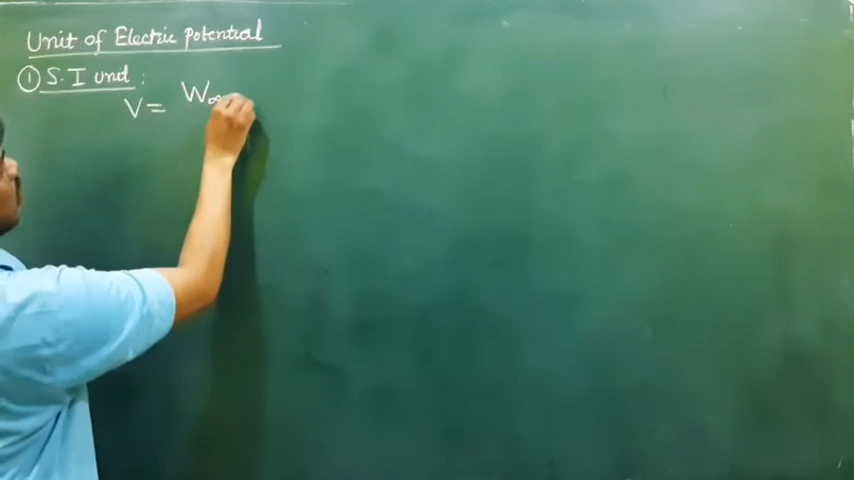 Unit of Electric Potential
① S.I unit :
V = W∞